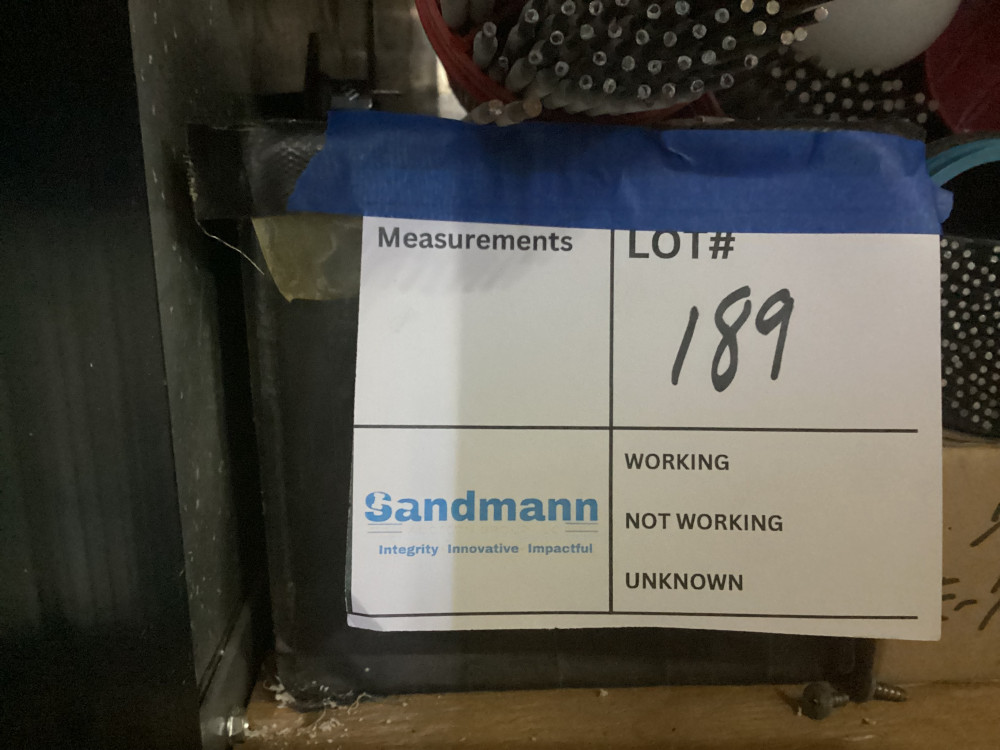 Measurements
LOT#
189
Sandmann
Integrity Innovative Impactful
WORKING
NOT WORKING
UNKNOWN